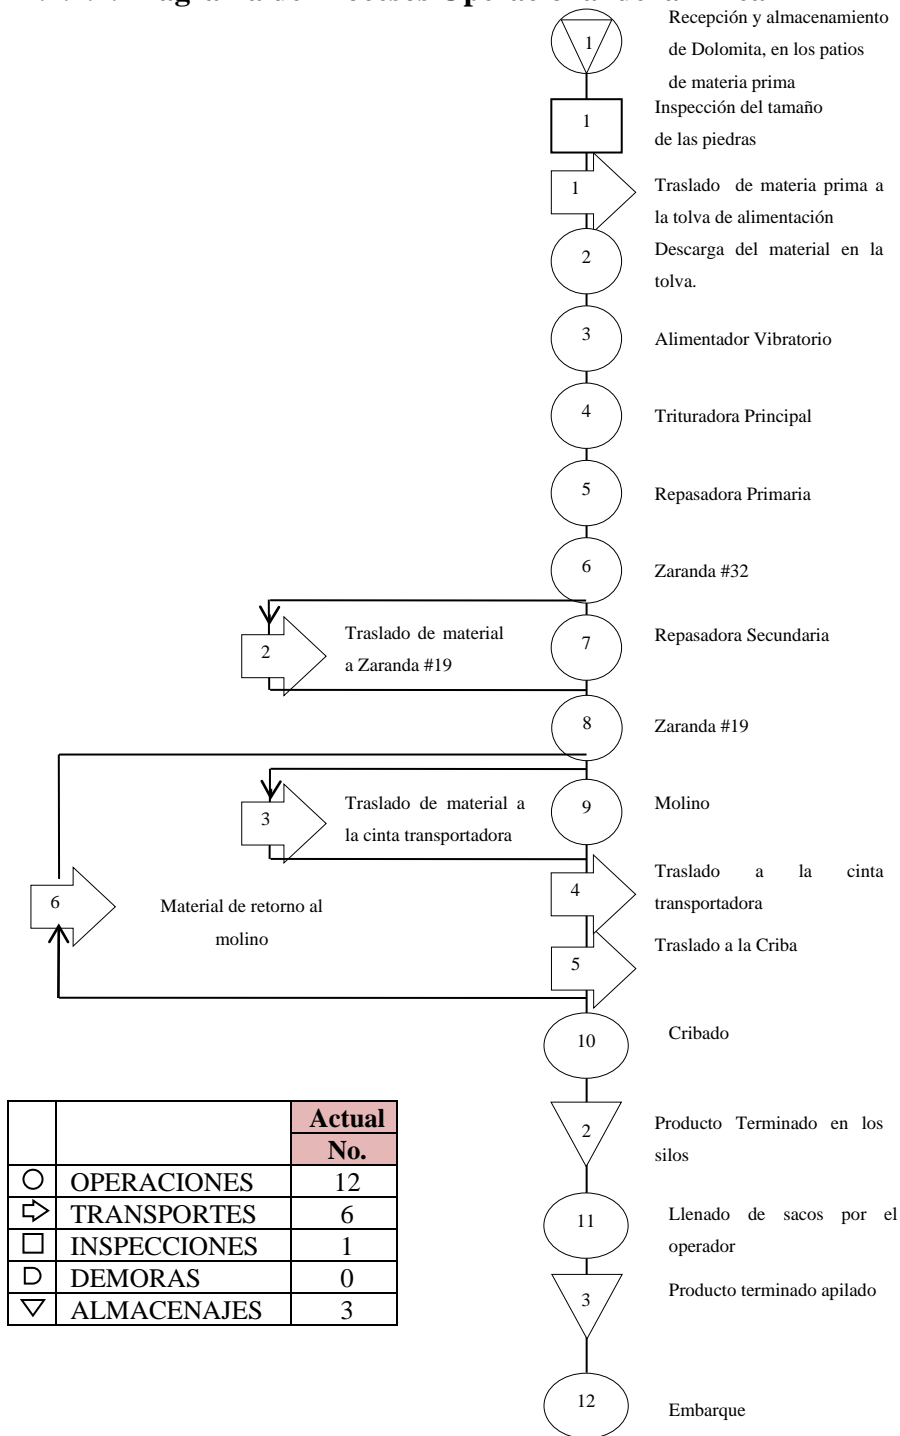 Recepción y almacenamiento
de Dolomita, en los patios
de materia prima
1
Inspección del tamaño
de las piedras
1
Traslado de materia prima a
la tolva de alimentación
1
Descarga del material en la
tolva.
2
3
Alimentador Vibratorio
4
Trituradora Principal
5
Repasadora Primaria
6
Zaranda #32
Traslado de material
a Zaranda #19
2
7
Repasadora Secundaria
8
Zaranda #19
Traslado de material a
la cinta transportadora
3
9
Molino
6
Material de retorno al
molino
4
Traslado a la cinta
transportadora
5
Traslado a la Criba
10
Cribado
2
Producto Terminado en los
silos
11
Llenado de sacos por el
operador
3
Producto terminado apilado
12
Embarque
Actual
No.
OPERACIONES 12
TRANSPORTES 6
INSPECCIONES 1
DEMORAS 0
ALMACENAJES 3